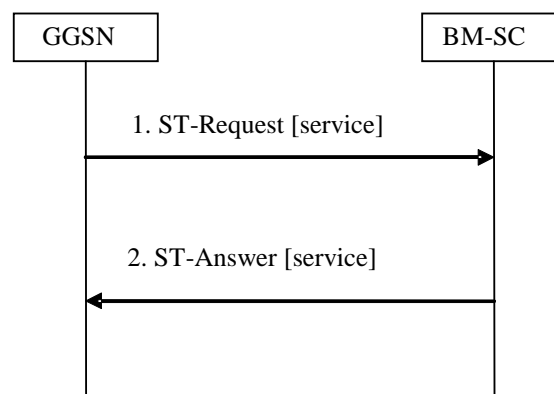 GGSN
BM-SC
1. ST-Request [service]
2. ST-Answer [service]